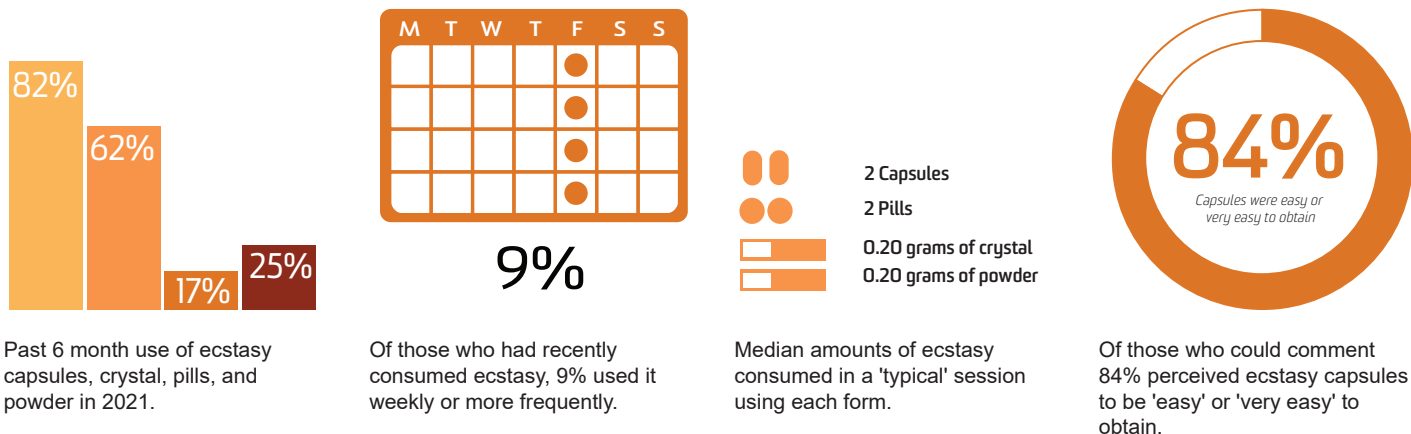 82%
62%
17%
25%
Past 6 month use of ecstasy
capsules, crystal, pills, and
powder in 2021.
M T W T F S S
9%
Of those who had recently
consumed ecstasy, 9% used it
weekly or more frequently.
2 Capsules
2 Pills
0.20 grams of crystal
0.20 grams of powder
Median amounts of ecstasy
consumed in a 'typical' session
using each form.
84%
Capsules were easy or
very easy to obtain
Of those who could comment
84% perceived ecstasy capsules
to be 'easy' or 'very easy' to
obtain.